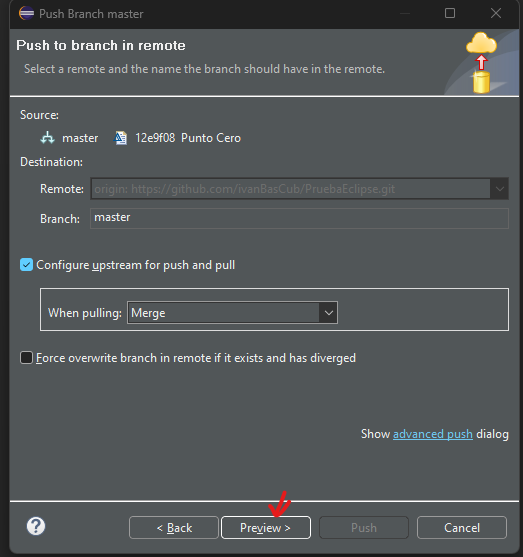 Push Branch master
Push to branch in remote
Select a remote and the name the branch should have in the remote.
Source:
master 12e9f08 Punto Cero
Destination:
Remote: origin: https://github.com/ivanBasCub/PruebaEclipse.git
Branch: master
Configure upstream for push and pull
When pulling: Merge
Force overwrite branch in remote if it exists and has diverged
Show advanced push dialog
? < Back Preview > Push Cancel